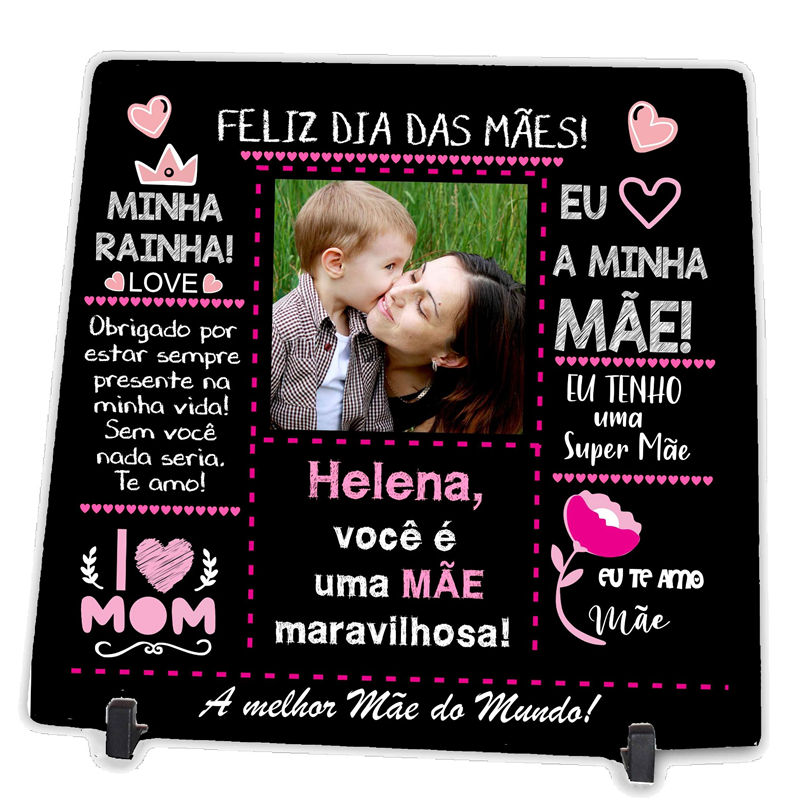 FELIZ DIA DAS MÃES!
MINHA
RAINHA!
LOVE
Obrigado por
estar sempre
presente na
minha vida!
Sem você
nada seria.
Te amo!
I
MOM
Helena,
você é
uma MÃE
maravilhosa!
EU
A MINHA
MÃE!
EU TENHO
uma
Super Mãe
EU TE AMO
Mãe
A melhor Mãe do Mundo!